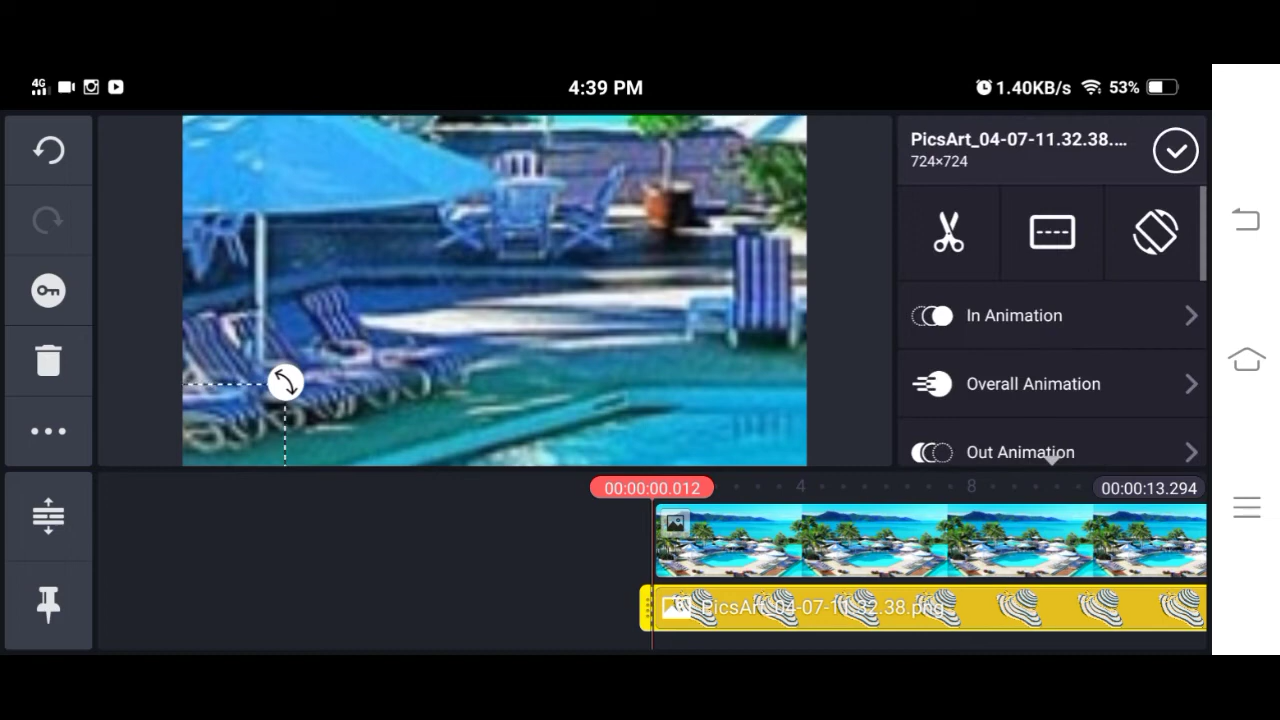 4G
4:39 PM
1.40KB/s
53%
PicsArt_04-07-11.32.38....
724×724
In Animation
Overall Animation
Out Animation
00:00:00.012
4
8
00:00:13.294
PicsArt_04-07-11.32.38.png